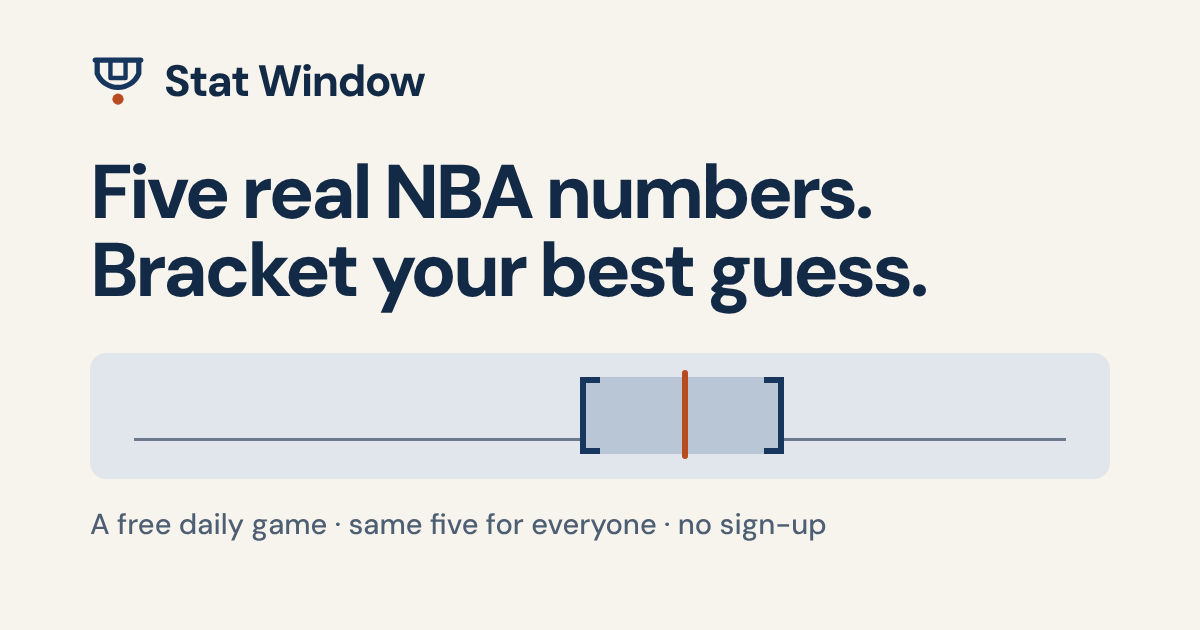 Stat Window
Five real NBA numbers.
Bracket your best guess.
A free daily game · same five for everyone · no sign-up